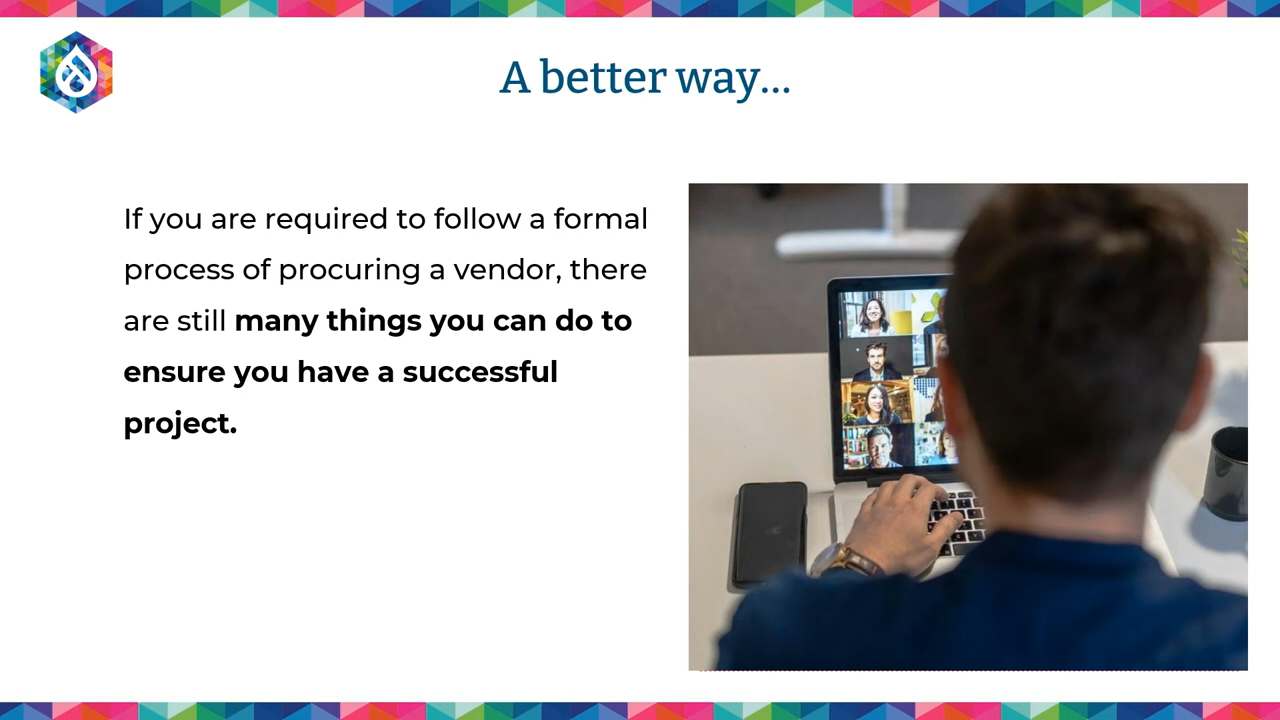 A better way...
If you are required to follow a formal
process of procuring a vendor, there
are still many things you can do to
ensure you have a successful
project.